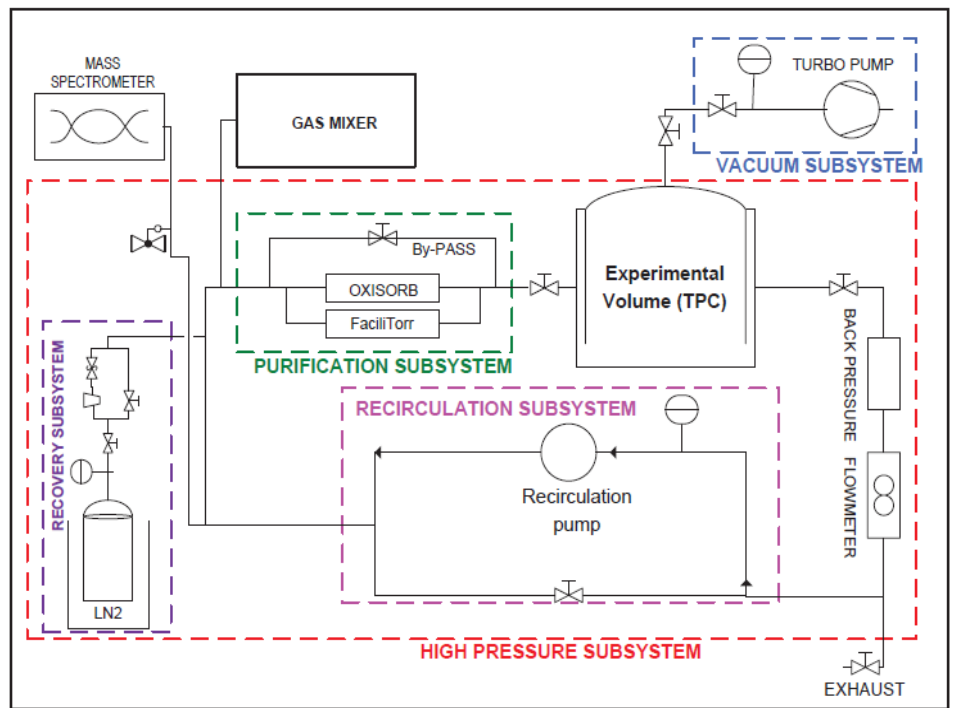 MASS
SPECTROMETER
GAS MIXER
TURBO PUMP
VACUUM SUBSYSTEM
By-PASS
OXISORB
FaciliTorr
PURIFICATION SUBSYSTEM
Experimental
Volume (TPC)
BACK PRESSURE
FLOWMETER
RECIRCULATION SUBSYSTEM
Recirculation
pump
RECOVERY SUBSYSTEM
LN2
HIGH PRESSURE SUBSYSTEM
EXHAUST